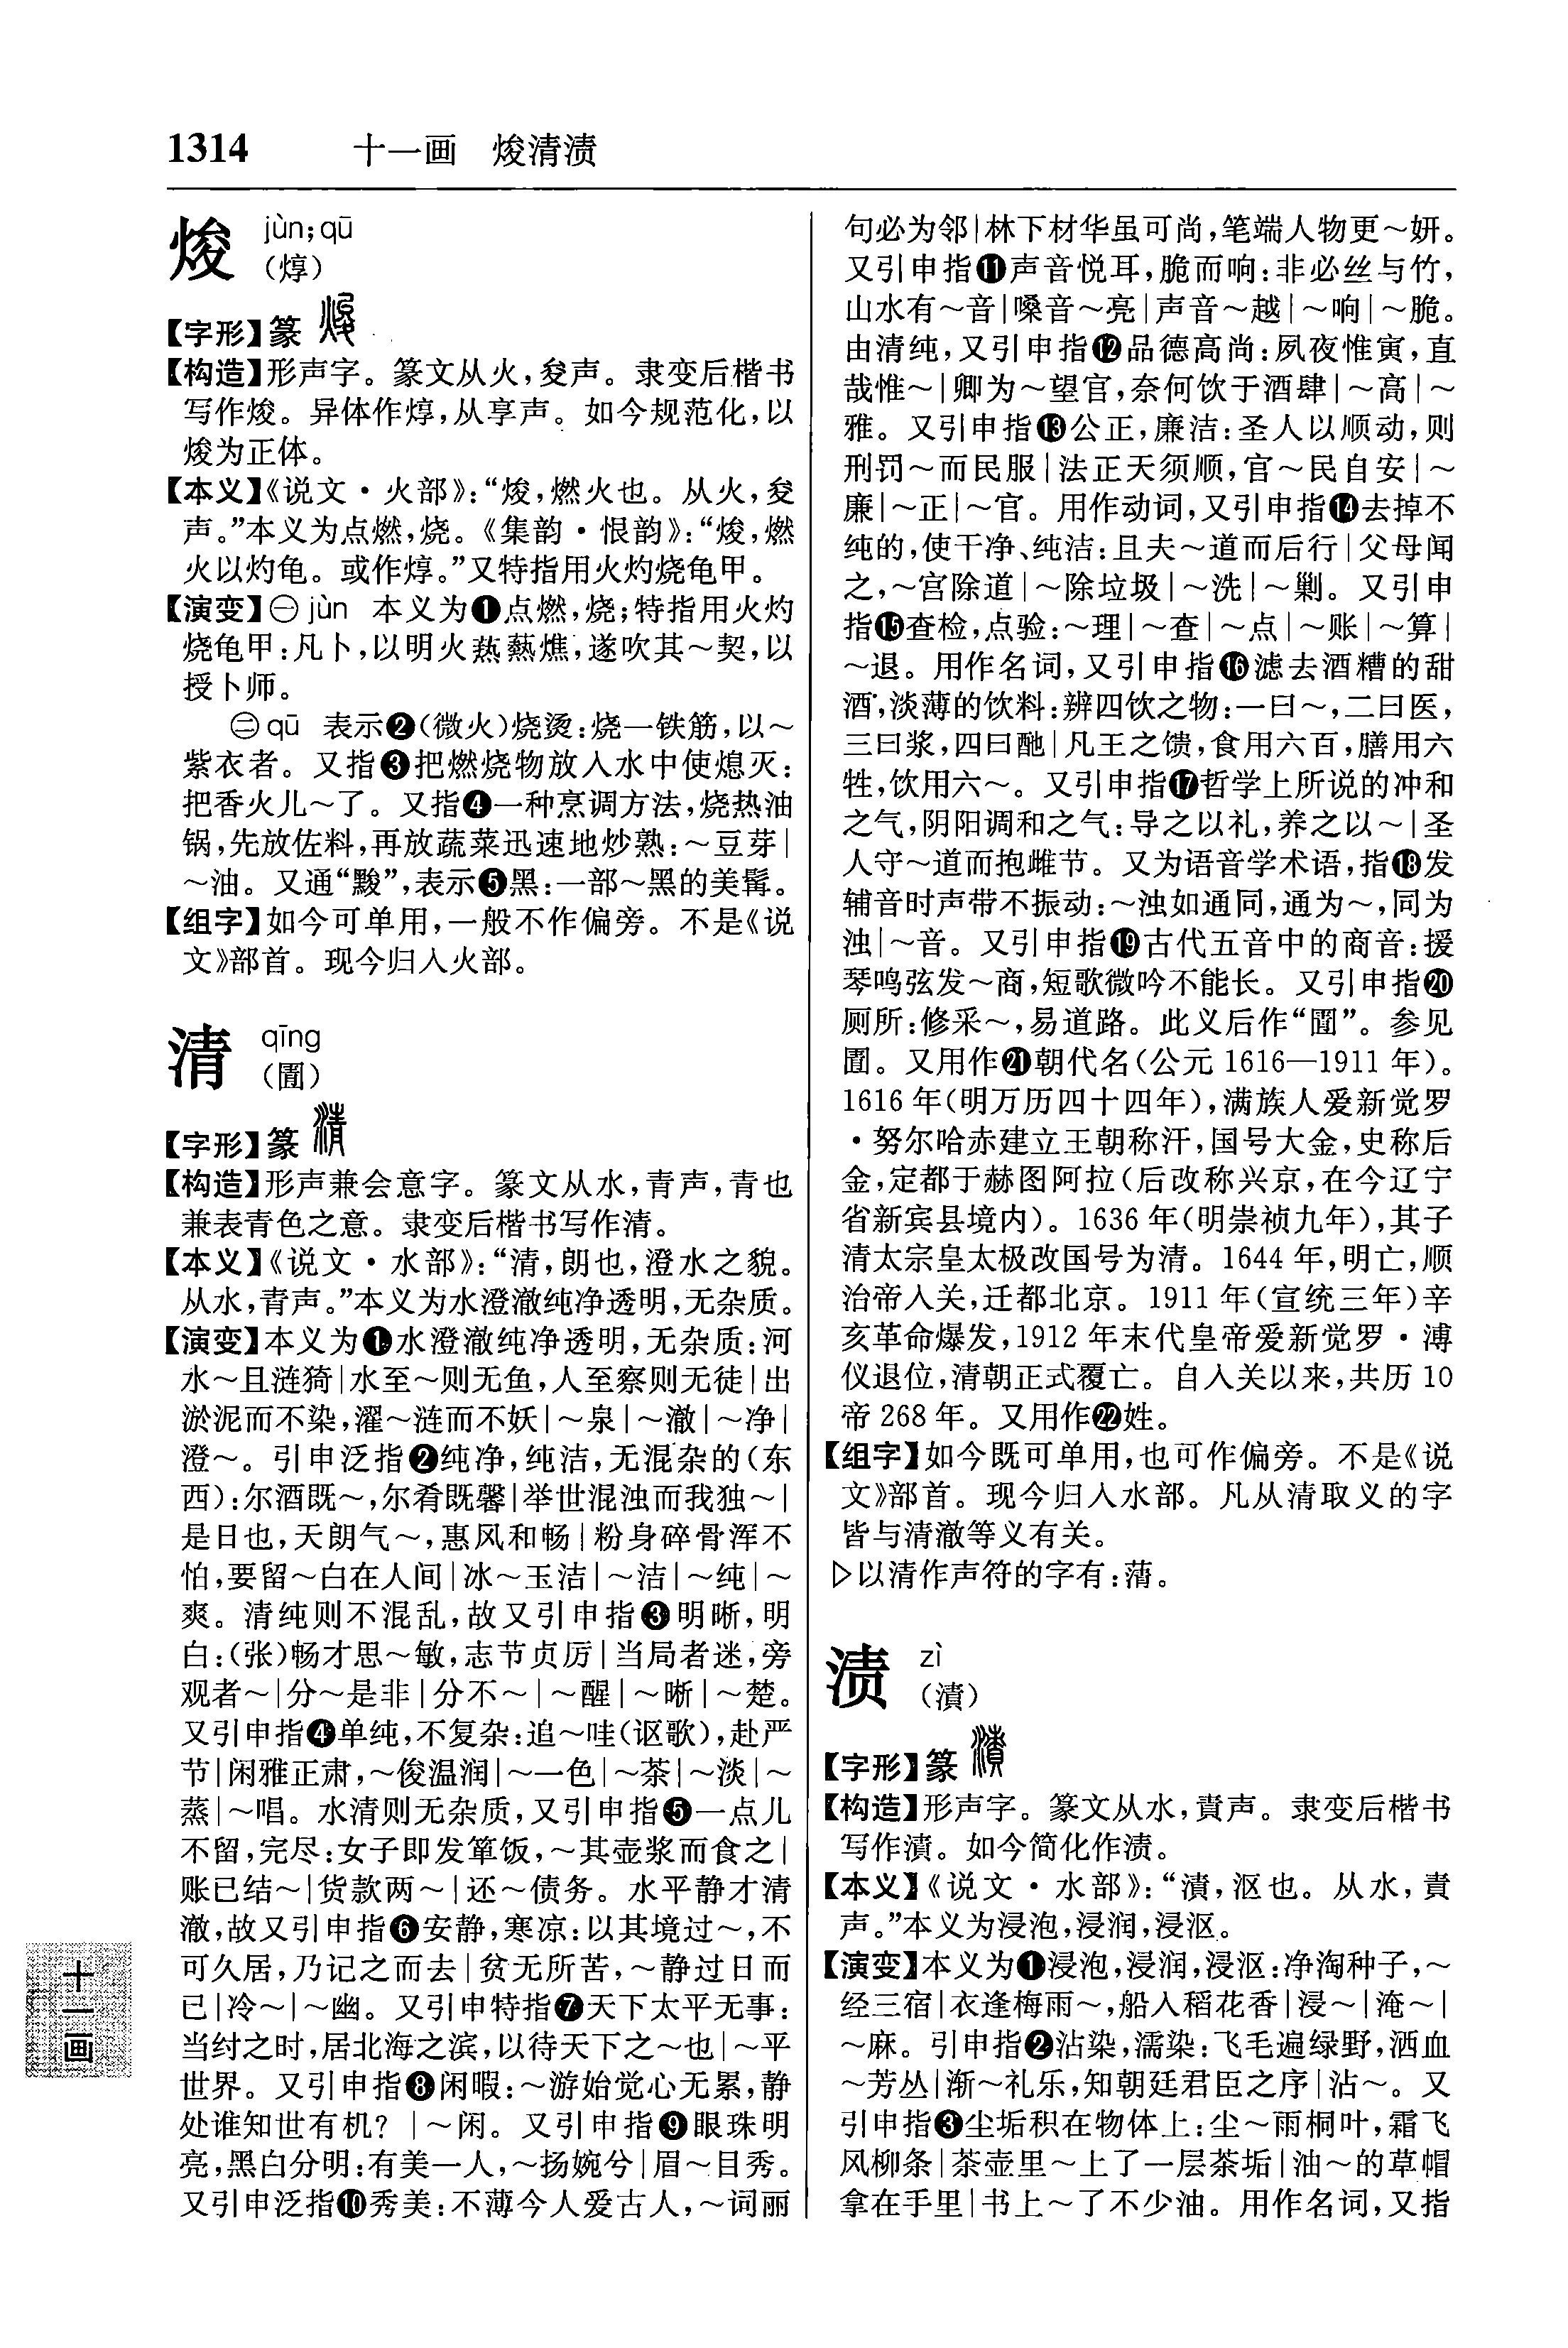 1314 十一画 焌清渍
焌 jùn;qū
(焞)
【字形】篆
【构造】形声字。篆文从火,夋声。隶变后楷书
写作焌。异体作焞,从享声。如今规范化,以
焌为正体。
【本义】《说文·火部》:“焌,燃火也。从火,夋
声。”本义为点燃,烧。《集韵·恨韵》:“焌,燃
火以灼龟。或作焞。”又特指用火灼烧龟甲。
【演变】㊀jùn 本义为❶点燃,烧;特指用火灼
烧龟甲:凡卜,以明火爇燋,遂吹其～契,以
授卜师。
㊁qū 表示❷(微火)烧烫:烧一铁筋,以～
紫衣者。又指❸把燃烧物放入水中使熄灭:
把香火儿～了。又指❹一种烹调方法,烧热油
锅,先放佐料,再放蔬菜迅速地炒熟:～豆芽|
～油。又通“黢”,表示❺黑:一部～黑的美髯。
【组字】如今可单用,一般不作偏旁。不是《说
文》部首。现今归入火部。
清 qīng
(圊)
【字形】篆
【构造】形声兼会意字。篆文从水,青声,青也
兼表青色之意。隶变后楷书写作清。
【本义】《说文·水部》:“清,朗也,澄水之貌。
从水,青声。”本义为水澄澈纯净透明,无杂质。
【演变】本义为❶水澄澈纯净透明,无杂质:河
水～且涟猗|水至～则无鱼,人至察则无徒|出
淤泥而不染,濯～涟而不妖|～泉|～澈|～净|
澄～。引申泛指❷纯净,纯洁,无混杂的(东
西):尔酒既～,尔肴既馨|举世混浊而我独～|
是日也,天朗气～,惠风和畅|粉身碎骨浑不
怕,要留～白在人间|冰～玉洁|～洁|～纯|～
爽。清纯则不混乱,故又引申指❸明晰,明
白:(张)畅才思～敏,志节贞厉|当局者迷,旁
观者～|分～是非|分不～|～醒|～晰|～楚。
又引申指❹单纯,不复杂:追～哇(讴歌),赴严
节|闲雅正肃,～俊温润|～一色|～茶|～淡|～
蒸|～唱。水清则无杂质,又引申指❺一点儿
不留,完尽:女子即发箪饭,～其壶浆而食之|
账已结～|货款两～|还～债务。水平静才清
澈,故又引申指❻安静,寒凉:以其境过～,不
可久居,乃记之而去|贫无所苦,～静过日而
已|冷～|～幽。又引申特指❼天下太平无事:
当纣之时,居北海之滨,以待天下之～也|～平
世界。又引申指❽闲暇:～游始觉心无累,静
处谁知世有机?|～闲。又引申指❾眼珠明
亮,黑白分明:有美一人,～扬婉兮|眉～目秀。
又引申泛指❿秀美:不薄今人爱古人,～词丽
句必为邻|林下材华虽可尚,笔端人物更～妍。
又引申指⓫声音悦耳,脆而响:非必丝与竹,
山水有～音|嗓音～亮|声音～越|～响|～脆。
由清纯,又引申指⓬品德高尚:夙夜惟寅,直
哉惟～|卿为～望官,奈何饮于酒肆|～高|～
雅。又引申指⓭公正,廉洁:圣人以顺动,则
刑罚～而民服|法正天须顺,官～民自安|～
廉|～正|～官。用作动词,又引申指⓮去掉不
纯的,使干净、纯洁:且夫～道而后行|父母闻
之,～宫除道|～除垃圾|～洗|～剿。又引申
指⓯查检,点验:～理|～查|～点|～账|～算|
～退。用作名词,又引申指⓰滤去酒糟的甜
酒,淡薄的饮料:辨四饮之物:一曰～,二曰医,
三曰浆,四曰酏|凡王之馈,食用六百,膳用六
牲,饮用六～。又引申指⓱哲学上所说的冲和
之气,阴阳调和之气:导之以礼,养之以～|圣
人守～道而抱雌节。又为语音学术语,指⓲发
辅音时声带不振动:～浊如通同,通为～,同为
浊|～音。又引申指⓳古代五音中的商音:援
琴鸣弦发～商,短歌微吟不能长。又引申指⓴
厕所:修采～,易道路。此义后作“圊”。参见
圊。又用作㉑朝代名(公元1616—1911年)。
1616年(明万历四十四年),满族人爱新觉罗
·努尔哈赤建立王朝称汗,国号大金,史称后
金,定都于赫图阿拉(后改称兴京,在今辽宁
省新宾县境内)。1636年(明崇祯九年),其子
清太宗皇太极改国号为清。1644年,明亡,顺
治帝入关,迁都北京。1911年(宣统三年)辛
亥革命爆发,1912年末代皇帝爱新觉罗·溥
仪退位,清朝正式覆亡。自入关以来,共历10
帝268年。又用作㉒姓。
【组字】如今既可单用,也可作偏旁。不是《说
文》部首。现今归入水部。凡从清取义的字
皆与清澈等义有关。
▷以清作声符的字有:蔳。
渍 zì
(漬)
【字形】篆
【构造】形声字。篆文从水,責声。隶变后楷书
写作漬。如今简化作渍。
【本义】《说文·水部》:“漬,沤也。从水,責
声。”本义为浸泡,浸润,浸沤。
【演变】本义为❶浸泡,浸润,浸沤:净淘种子,～
经三宿|衣逢梅雨～,船入稻花香|浸～|淹～|
～麻。引申指❷沾染,濡染:飞毛遍绿野,洒血
～芳丛|渐～礼乐,知朝廷君臣之序|沾～。又
引申指❸尘垢积在物体上:尘～雨桐叶,霜飞
风柳条|茶壶里～上了一层茶垢|油～的草帽
拿在手里|书上～了不少油。用作名词,又指
十一画